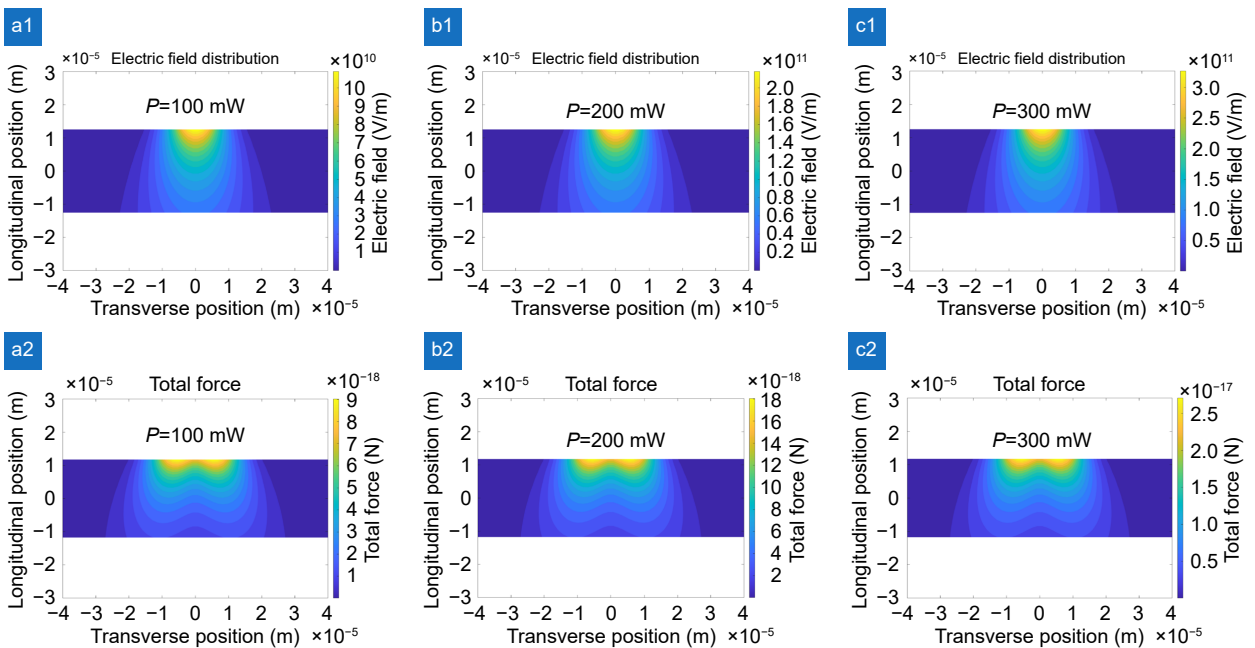 a1
×10⁻⁵ Electric field distribution ×10¹⁰
Longitudinal position (m)
3
2
1
0
−1
−2
−3
P=100 mW
−4 −3 −2 −1 0 1 2 3 4
Transverse position (m) ×10⁻⁵
10
9
8
7
6
5
4
3
2
1
Electric field (V/m)
b1
×10⁻⁵ Electric field distribution ×10¹¹
Longitudinal position (m)
3
2
1
0
−1
−2
−3
P=200 mW
−4 −3 −2 −1 0 1 2 3 4
Transverse position (m) ×10⁻⁵
2.0
1.8
1.6
1.4
1.2
1.0
0.8
0.6
0.4
0.2
Electric field (V/m)
c1
×10⁻⁵ Electric field distribution ×10¹¹
Longitudinal position (m)
3
2
1
0
−1
−2
−3
P=300 mW
−4 −3 −2 −1 0 1 2 3 4
Transverse position (m) ×10⁻⁵
3.0
2.5
2.0
1.5
1.0
0.5
Electric field (V/m)
a2
×10⁻⁵ Total force ×10⁻¹⁸
Longitudinal position (m)
3
2
1
0
−1
−2
−3
P=100 mW
−4 −3 −2 −1 0 1 2 3 4
Transverse position (m) ×10⁻⁵
9
8
7
6
5
4
3
2
1
Total force (N)
b2
×10⁻⁵ Total force ×10⁻¹⁸
Longitudinal position (m)
3
2
1
0
−1
−2
−3
P=200 mW
−4 −3 −2 −1 0 1 2 3 4
Transverse position (m) ×10⁻⁵
18
16
14
12
10
8
6
4
2
Total force (N)
c2
×10⁻⁵ Total force ×10⁻¹⁷
Longitudinal position (m)
3
2
1
0
−1
−2
−3
P=300 mW
−4 −3 −2 −1 0 1 2 3 4
Transverse position (m) ×10⁻⁵
2.5
2.0
1.5
1.0
0.5
Total force (N)